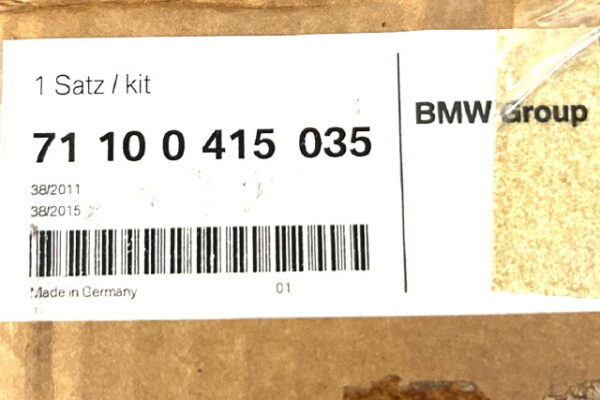 1 Satz / kit
71 10 0 415 035
38/2011
38/2015
Made in Germany 01
BMW Group